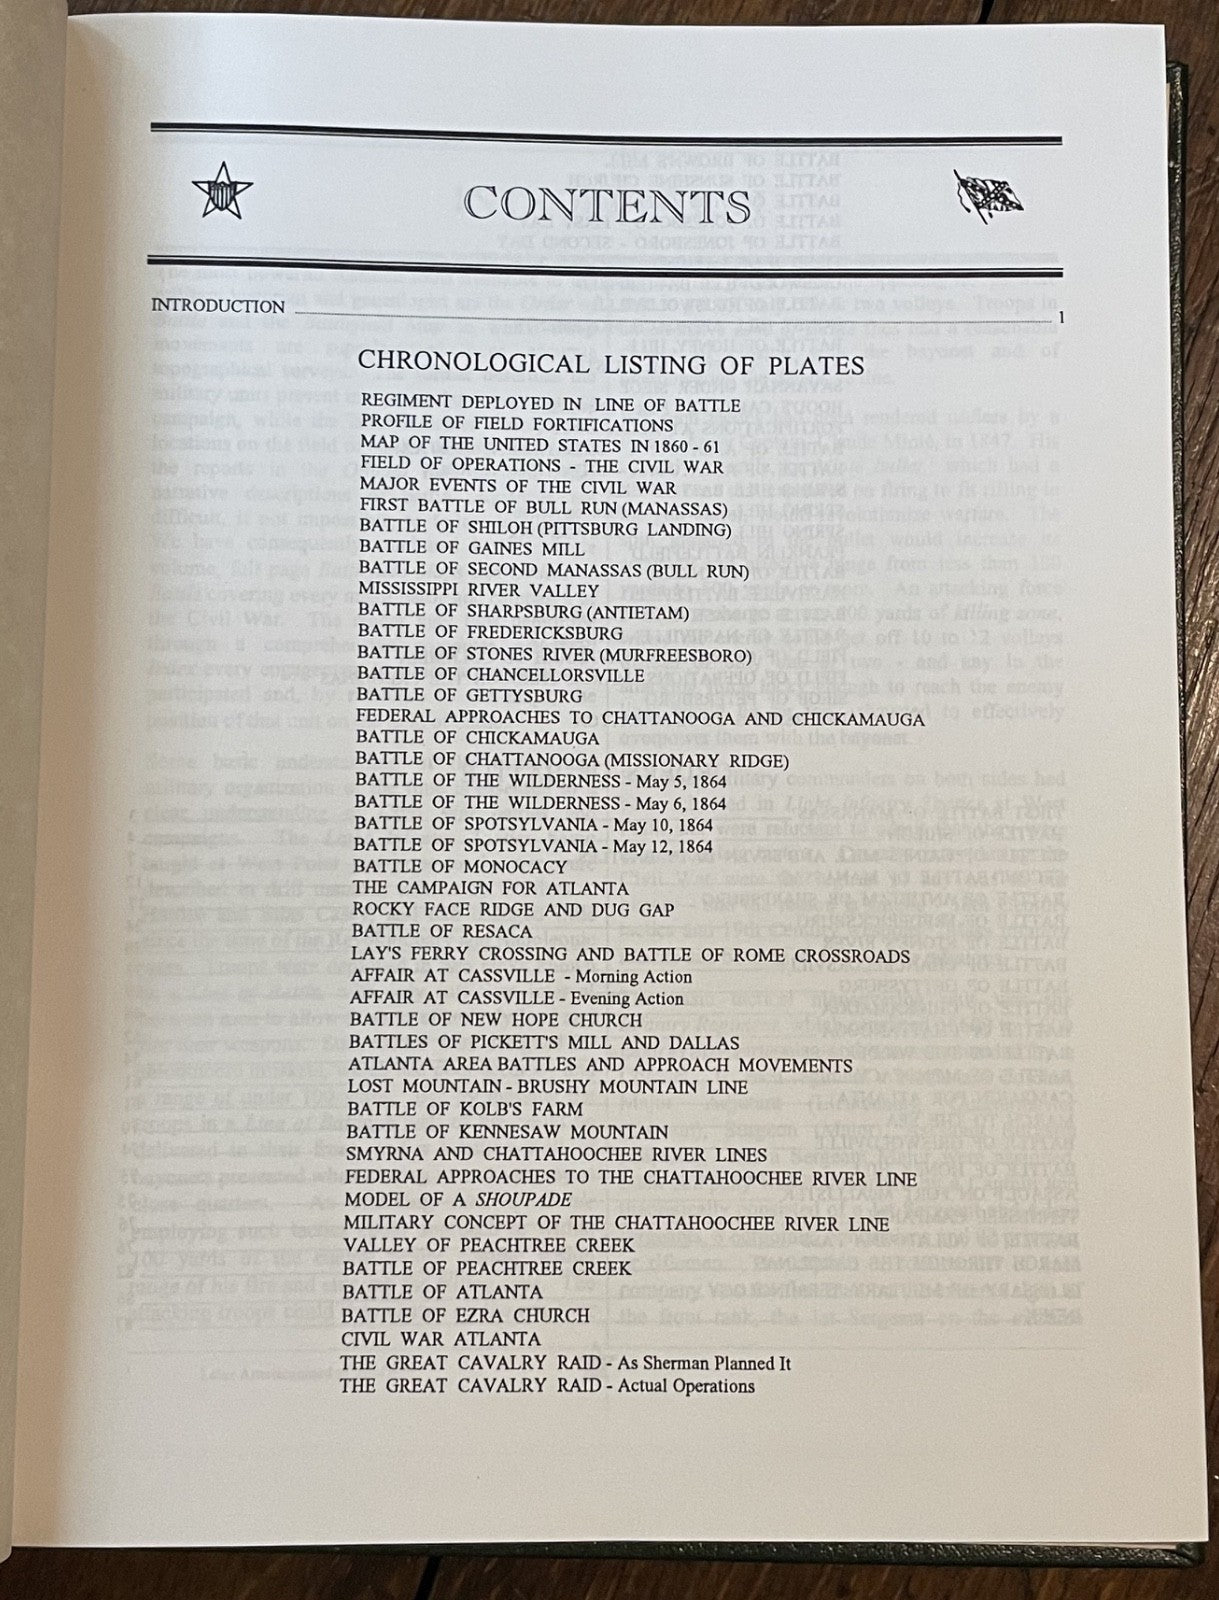 CONTENTS
INTRODUCTION 1
CHRONOLOGICAL LISTING OF PLATES
REGIMENT DEPLOYED IN LINE OF BATTLE
PROFILE OF FIELD FORTIFICATIONS
MAP OF THE UNITED STATES IN 1860 - 61
FIELD OF OPERATIONS - THE CIVIL WAR
MAJOR EVENTS OF THE CIVIL WAR
FIRST BATTLE OF BULL RUN (MANASSAS)
BATTLE OF SHILOH (PITTSBURG LANDING)
BATTLE OF GAINES MILL
BATTLE OF SECOND MANASSAS (BULL RUN)
MISSISSIPPI RIVER VALLEY
BATTLE OF SHARPSBURG (ANTIETAM)
BATTLE OF FREDERICKSBURG
BATTLE OF STONES RIVER (MURFREESBORO)
BATTLE OF CHANCELLORSVILLE
BATTLE OF GETTYSBURG
FEDERAL APPROACHES TO CHATTANOOGA AND CHICKAMAUGA
BATTLE OF CHICKAMAUGA
BATTLE OF CHATTANOOGA (MISSIONARY RIDGE)
BATTLE OF THE WILDERNESS - May 5, 1864
BATTLE OF THE WILDERNESS - May 6, 1864
BATTLE OF SPOTSYLVANIA - May 10, 1864
BATTLE OF SPOTSYLVANIA - May 12, 1864
BATTLE OF MONOCACY
THE CAMPAIGN FOR ATLANTA
ROCKY FACE RIDGE AND DUG GAP
BATTLE OF RESACA
LAY'S FERRY CROSSING AND BATTLE OF ROME CROSSROADS
AFFAIR AT CASSVILLE - Morning Action
AFFAIR AT CASSVILLE - Evening Action
BATTLE OF NEW HOPE CHURCH
BATTLES OF PICKETT'S MILL AND DALLAS
ATLANTA AREA BATTLES AND APPROACH MOVEMENTS
LOST MOUNTAIN - BRUSHY MOUNTAIN LINE
BATTLE OF KOLB'S FARM
BATTLE OF KENNESAW MOUNTAIN
SMYRNA AND CHATTAHOOCHEE RIVER LINES
FEDERAL APPROACHES TO THE CHATTAHOOCHEE RIVER LINE
MODEL OF A SHOUPADE
MILITARY CONCEPT OF THE CHATTAHOOCHEE RIVER LINE
VALLEY OF PEACHTREE CREEK
BATTLE OF PEACHTREE CREEK
BATTLE OF ATLANTA
BATTLE OF EZRA CHURCH
CIVIL WAR ATLANTA
THE GREAT CAVALRY RAID - As Sherman Planned It
THE GREAT CAVALRY RAID - Actual Operations